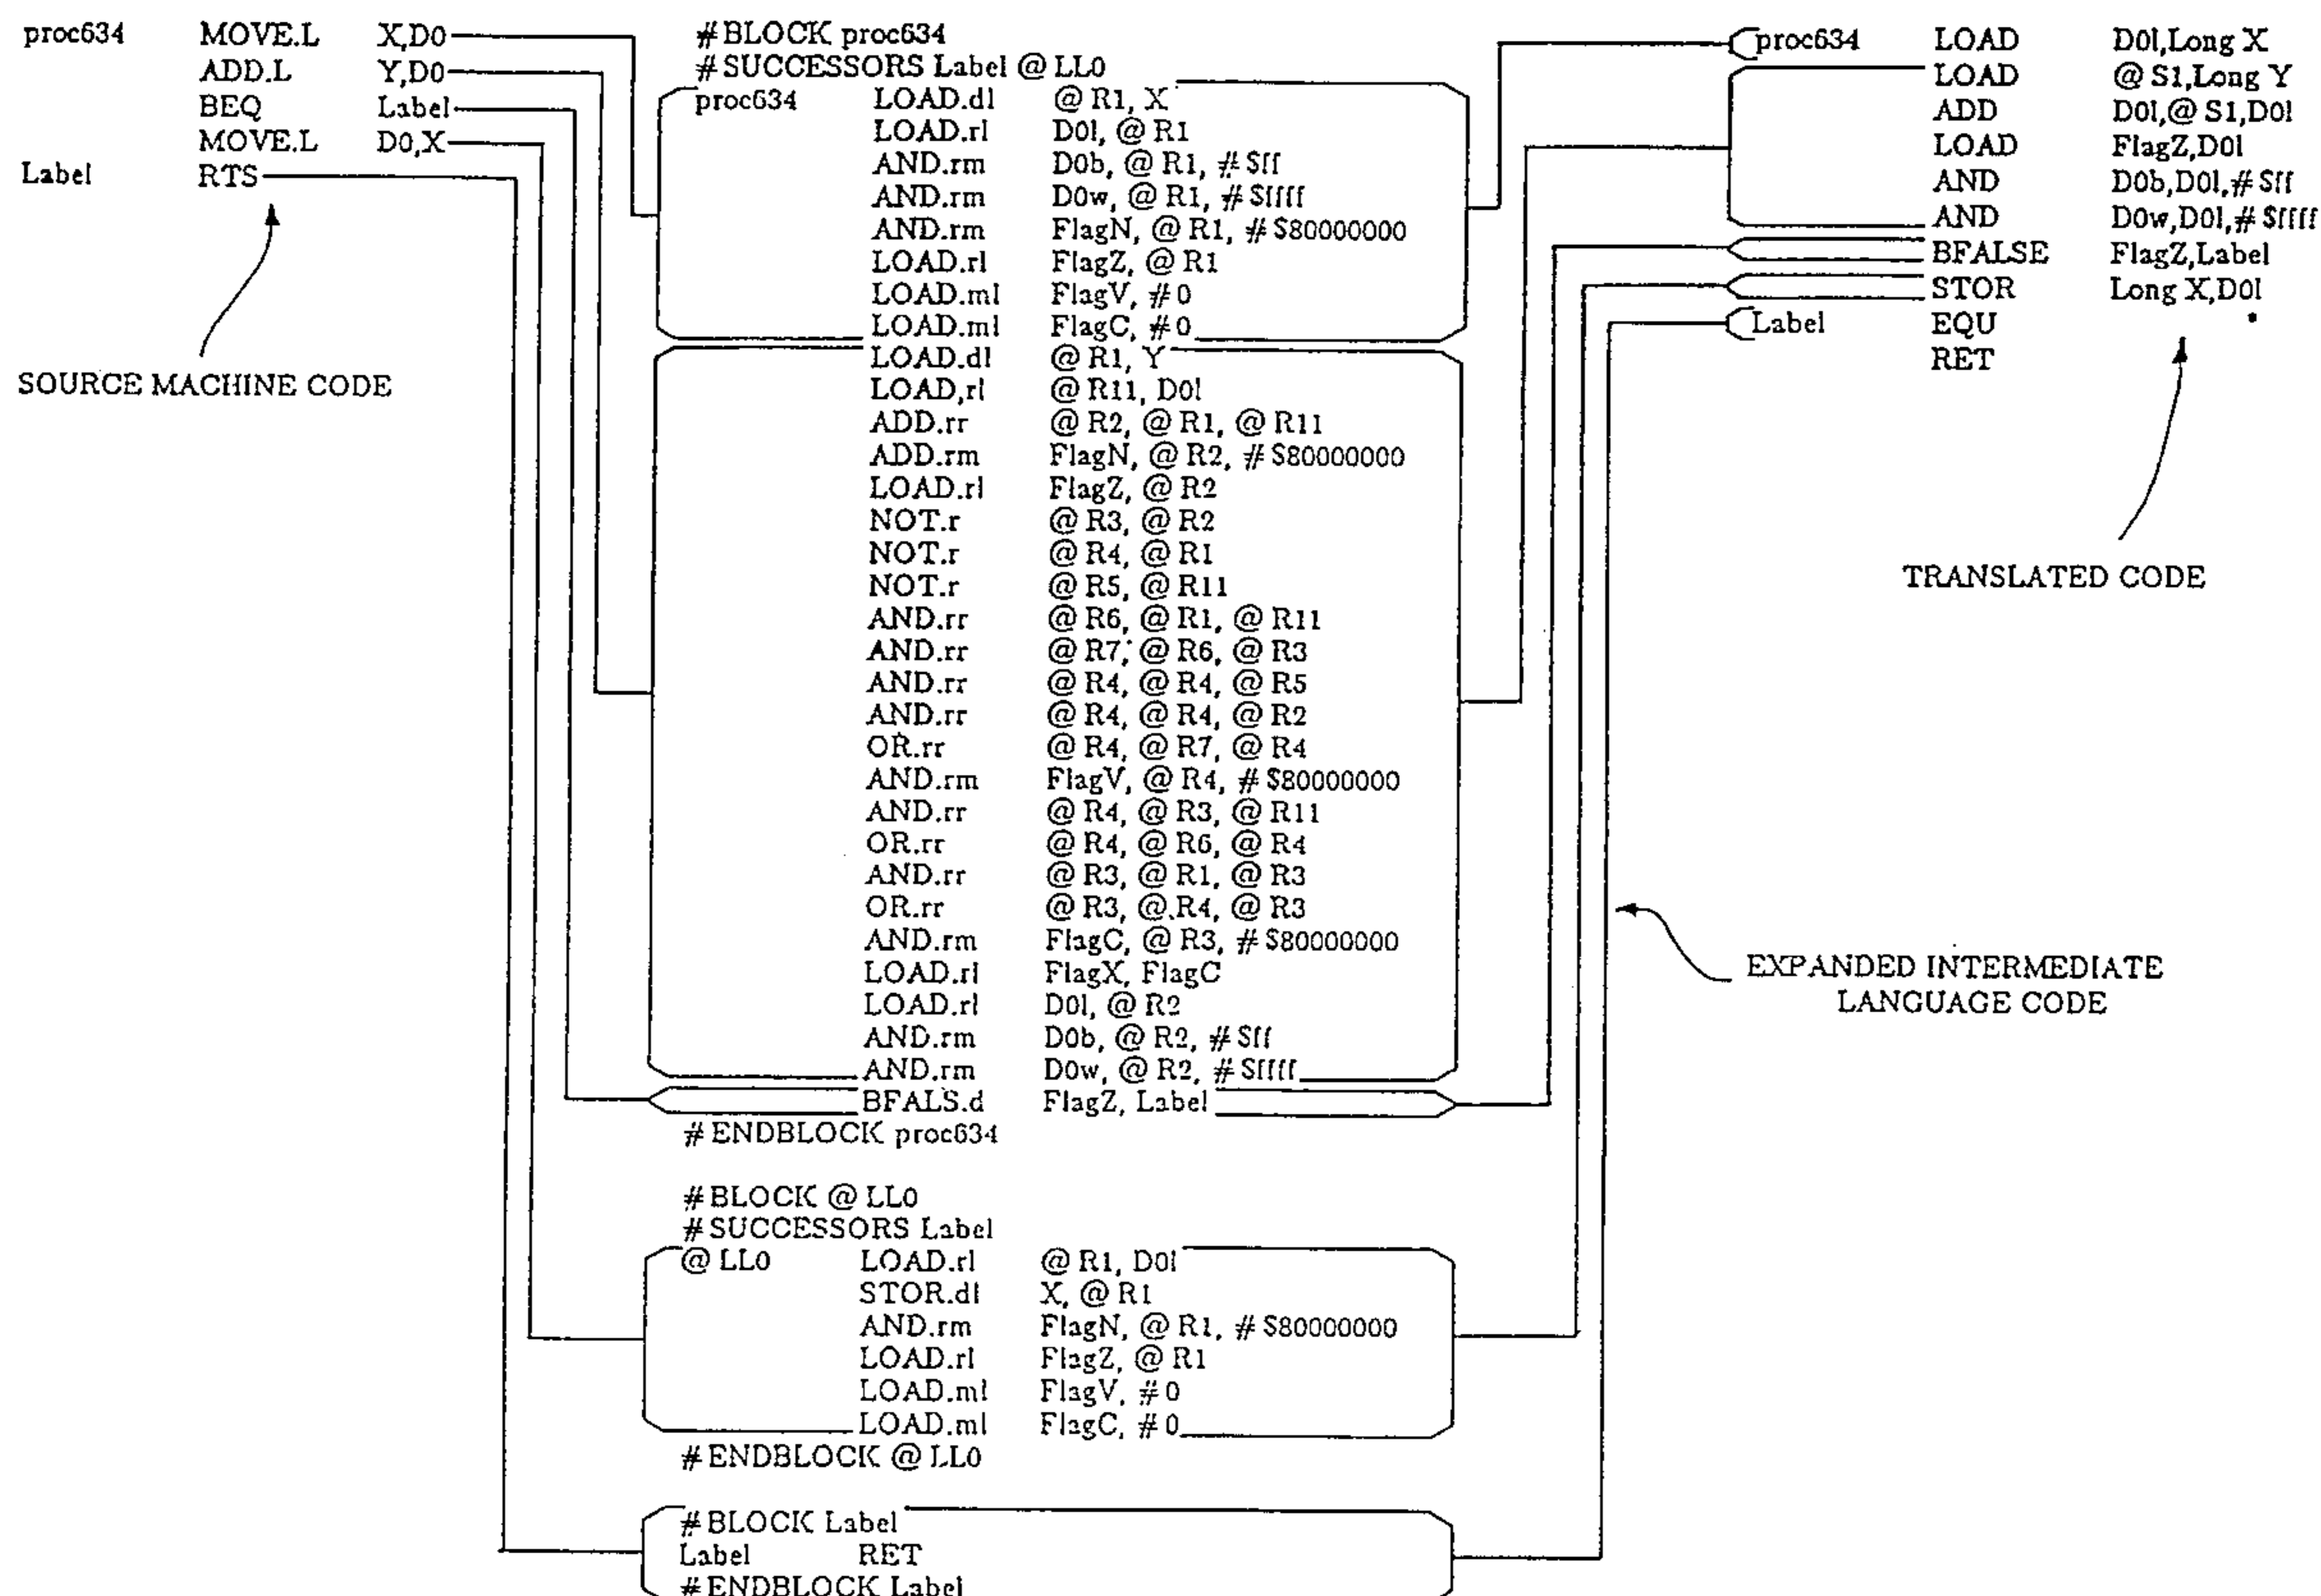 proc634 MOVE.L X,D0
ADD.L Y,D0
BEQ Label
MOVE.L D0,X
Label RTS
SOURCE MACHINE CODE
#BLOCK proc634
#SUCCESSORS Label @LL0
proc634 LOAD.dl @R1, X
LOAD.rl D0l, @R1
AND.rm D0b, @R1, #$ff
AND.rm D0w, @R1, #$ffff
AND.rm FlagN, @R1, #$80000000
LOAD.rl FlagZ, @R1
LOAD.ml FlagV, #0
LOAD.ml FlagC, #0
LOAD.dl @R1, Y
LOAD,rl @R11, D0l
ADD.rr @R2, @R1, @R11
ADD.rm FlagN, @R2, #$80000000
LOAD.rl FlagZ, @R2
NOT.r @R3, @R2
NOT.r @R4, @R1
NOT.r @R5, @R11
AND.rr @R6, @R1, @R11
AND.rr @R7, @R6, @R3
AND.rr @R4, @R4, @R5
AND.rr @R4, @R4, @R2
OR.rr @R4, @R7, @R4
AND.rm FlagV, @R4, #$80000000
AND.rr @R4, @R3, @R11
OR.rr @R4, @R6, @R4
AND.rr @R3, @R1, @R3
OR.rr @R3, @R4, @R3
AND.rm FlagC, @R3, #$80000000
LOAD.rl FlagX, FlagC
LOAD.rl D0l, @R2
AND.rm D0b, @R2, #$ff
AND.rm D0w, @R2, #$ffff
BFALS.d FlagZ, Label
#ENDBLOCK proc634
#BLOCK @LL0
#SUCCESSORS Label
@LL0 LOAD.rl @R1, D0l
STOR.dl X, @R1
AND.rm FlagN, @R1, #$80000000
LOAD.rl FlagZ, @R1
LOAD.ml FlagV, #0
LOAD.ml FlagC, #0
#ENDBLOCK @LL0
#BLOCK Label
Label RET
#ENDBLOCK Label
proc634 LOAD D0l,Long X
LOAD @S1,Long Y
ADD D0l,@S1,D0l
LOAD FlagZ,D0l
AND D0b,D0l,#$ff
AND D0w,D0l,#$ffff
BFALSE FlagZ,Label
STOR Long X,D0l
Label EQU
RET
TRANSLATED CODE
EXPANDED INTERMEDIATE
LANGUAGE CODE